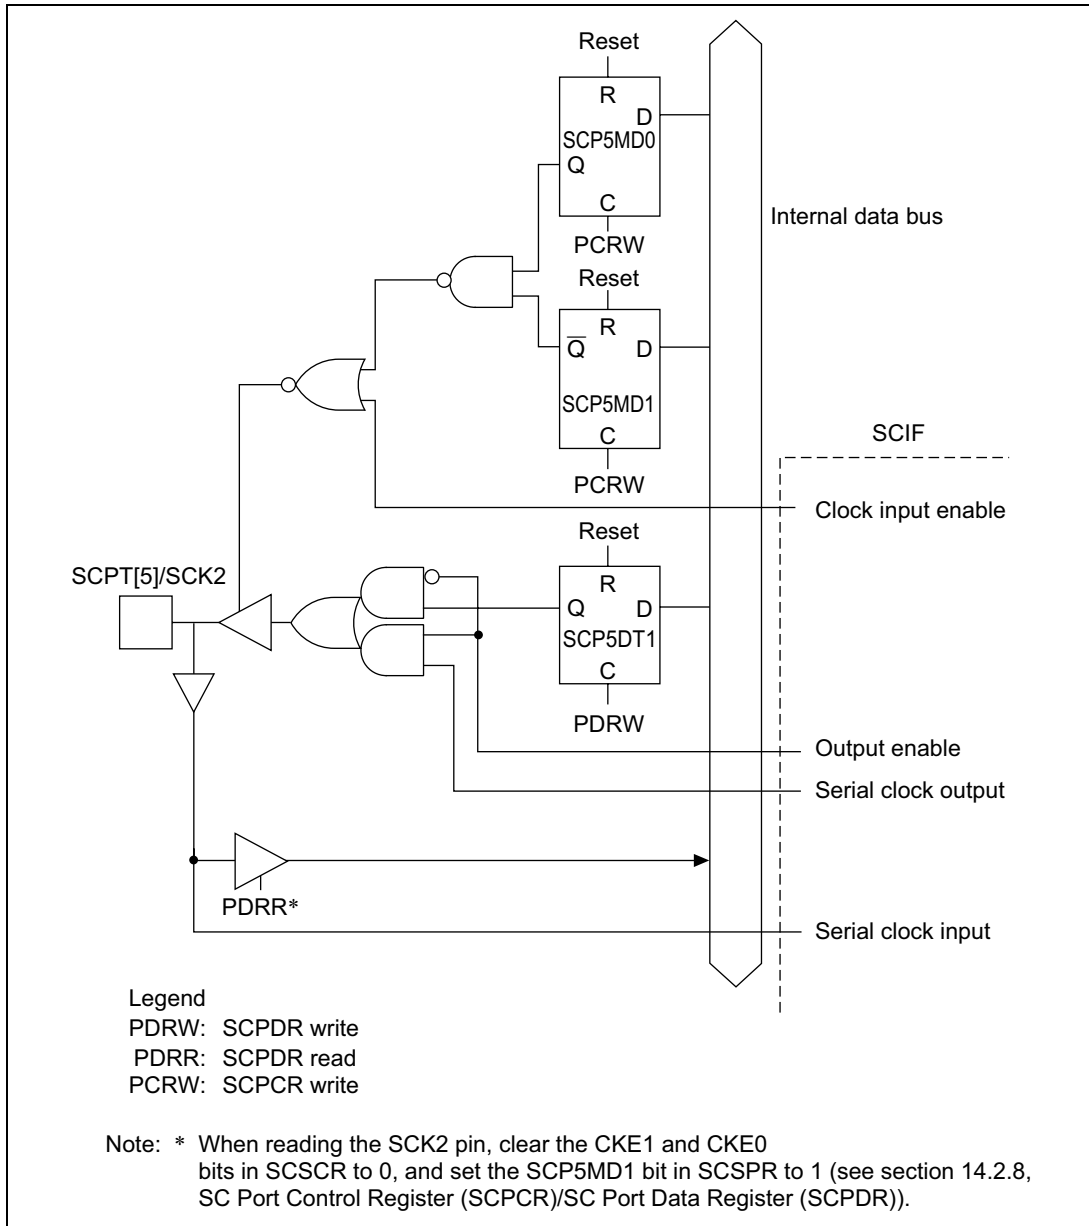 Reset
R
D
SCP5MD0
Q
C
PCRW
Internal data bus
Reset
R
Q̅ D
SCP5MD1
C
PCRW
SCIF
Clock input enable
Reset
SCPT[5]/SCK2
R
Q D
SCP5DT1
C
PDRW
Output enable
Serial clock output
PDRR*
Serial clock input
Legend
PDRW: SCPDR write
PDRR: SCPDR read
PCRW: SCPCR write
Note: * When reading the SCK2 pin, clear the CKE1 and CKE0
bits in SCSCR to 0, and set the SCP5MD1 bit in SCSPR to 1 (see section 14.2.8,
SC Port Control Register (SCPCR)/SC Port Data Register (SCPDR)).